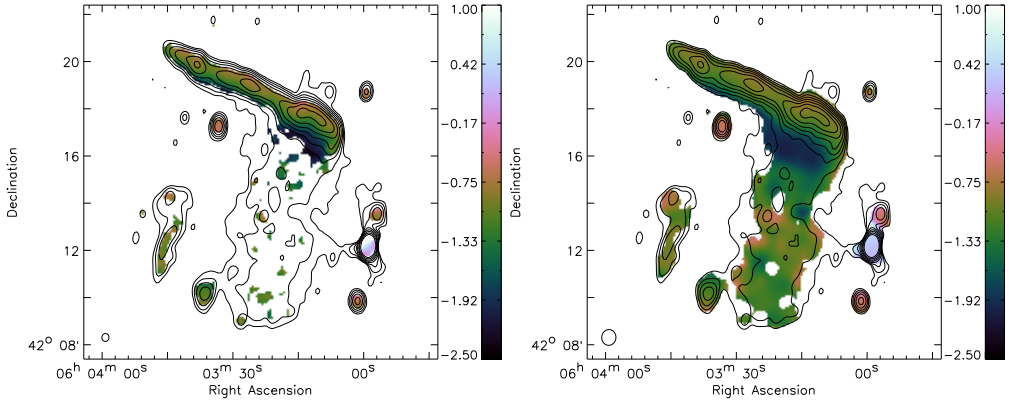 1.00
0.42
−0.17
−0.75
−1.33
−1.92
−2.50
20
16
12
42° 08'
06ʰ 04ᵐ 00ˢ
03ᵐ 30ˢ
00ˢ
Right Ascension
Declination
1.00
0.42
−0.17
−0.75
−1.33
−1.92
−2.50
20
16
12
42° 08'
06ʰ 04ᵐ 00ˢ
03ᵐ 30ˢ
00ˢ
Right Ascension
Declination